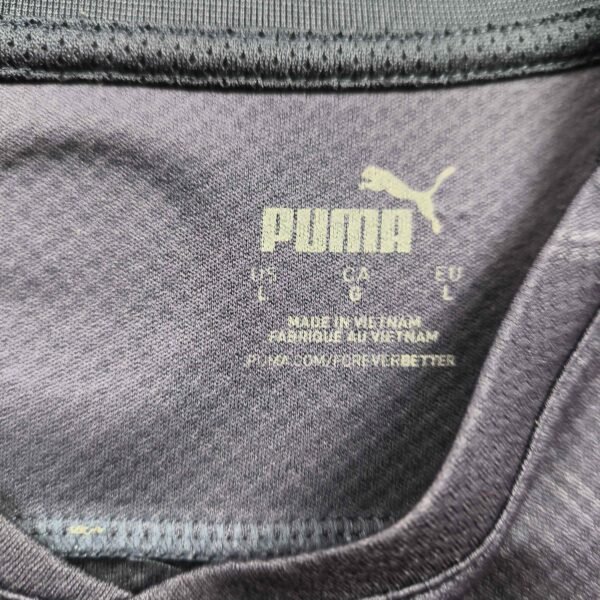 PUMA
US CA EU
L G L
MADE IN VIETNAM
FABRIQUE AU VIETNAM
PUMA.COM/FOREVERBETTER